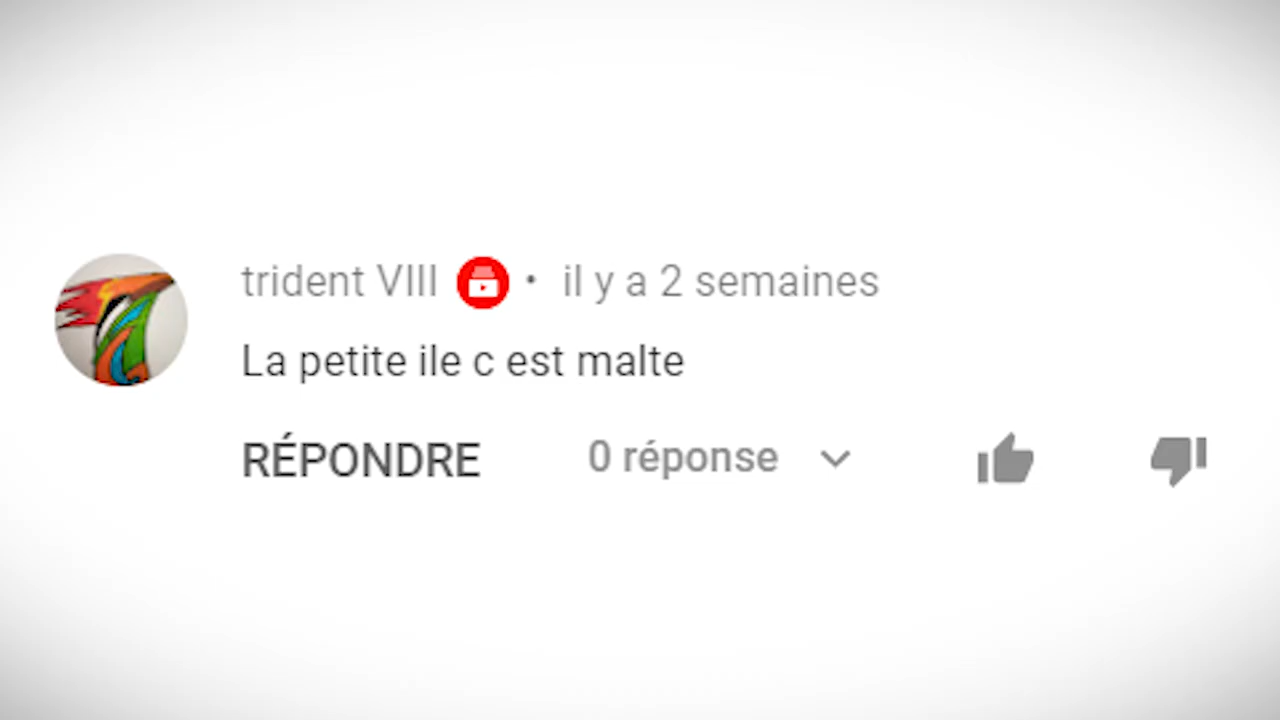 trident VIII • il y a 2 semaines
La petite ile c est malte
RÉPONDRE 0 réponse